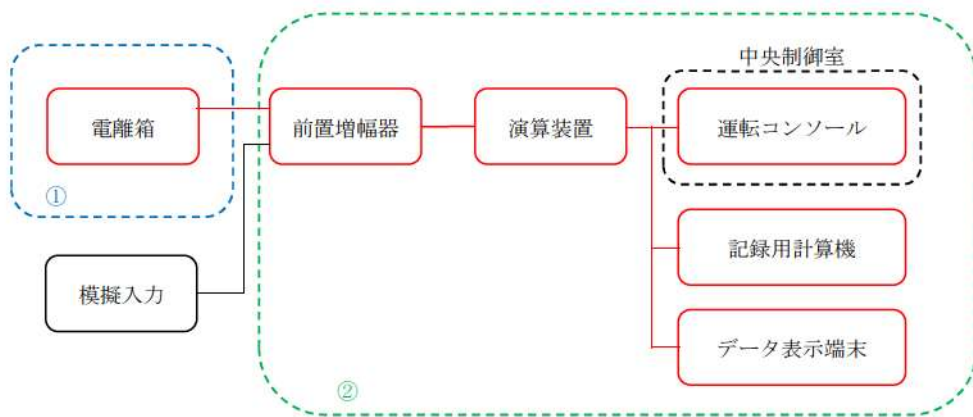 中央制御室
電離箱
前置増幅器
演算装置
運転コンソール
①
記録用計算機
模擬入力
データ表示端末
②